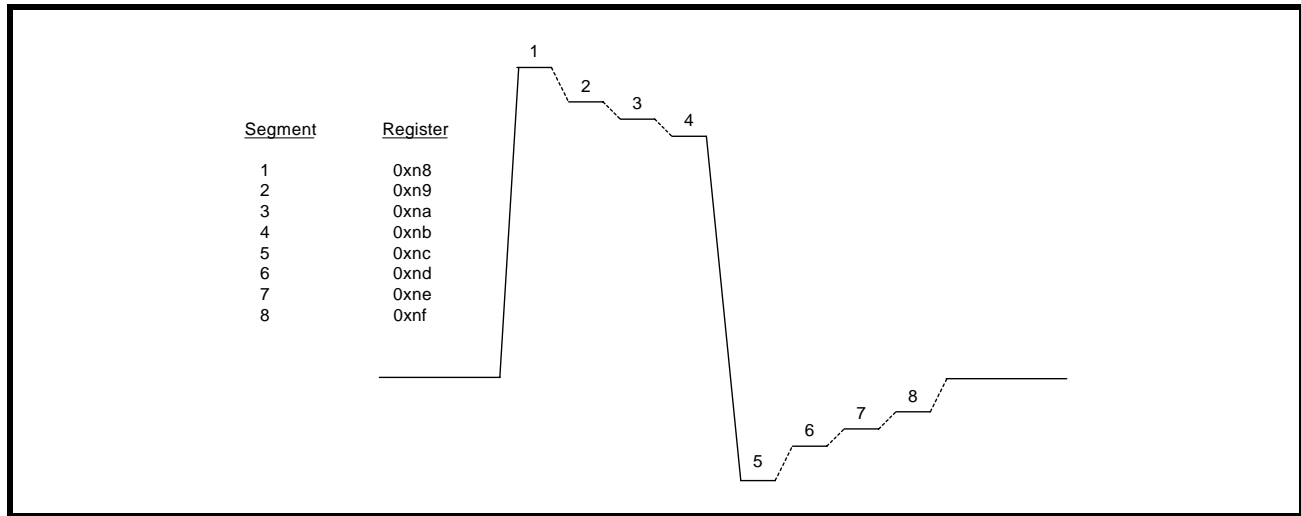 1
2
3
4
Segment Register
1 0xn8
2 0xn9
3 0xna
4 0xnb
5 0xnc
6 0xnd
7 0xne
8 0xnf
8
7
6
5